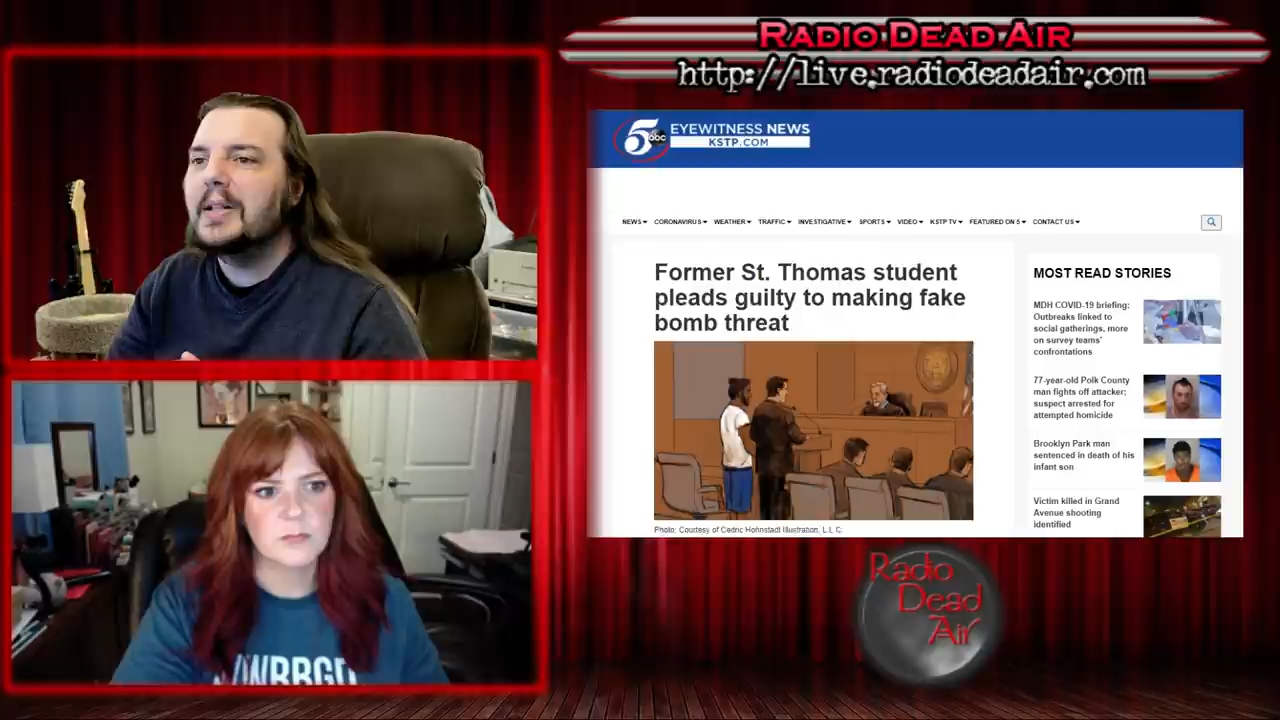 RADIO DEAD AIR
http://live.radiodeadair.com
5 abc
EYEWITNESS NEWS
KSTP.COM
NEWS CORONAVIRUS WEATHER TRAFFIC INVESTIGATIVE SPORTS VIDEO KSTP TV FEATURED ON 5 CONTACT US
Former St. Thomas student
pleads guilty to making fake
bomb threat
Photo: Courtesy of Cedric Hohnstadt Illustration, L.L.C.
MOST READ STORIES
MDH COVID-19 briefing:
Outbreaks linked to
social gatherings, more
on survey teams'
confrontations
77-year-old Polk County
man fights off attacker;
suspect arrested for
attempted homicide
Brooklyn Park man
sentenced in death of his
infant son
Victim killed in Grand
Avenue shooting
identified
Radio
Dead
Air